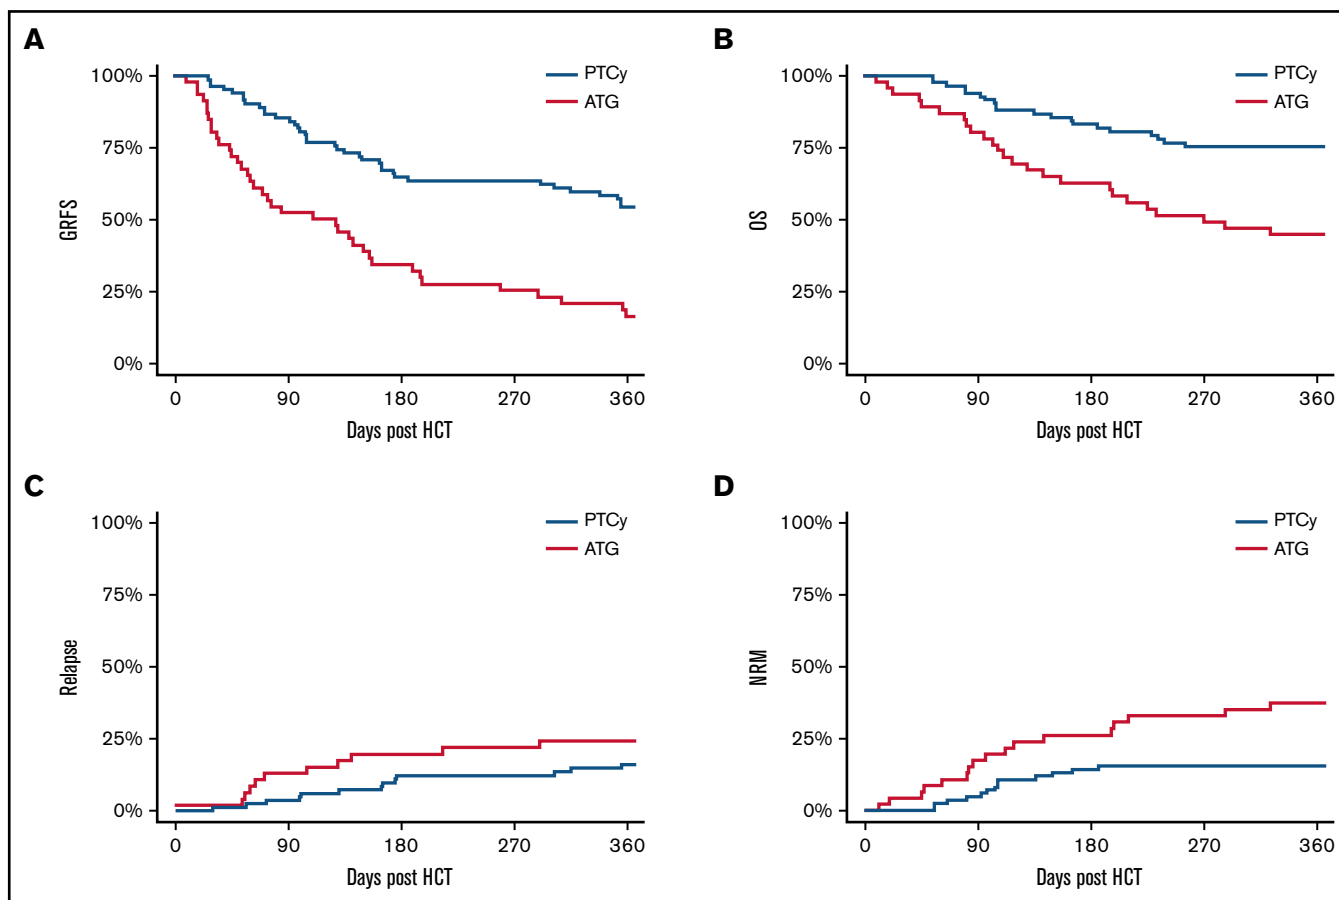 A
100%
75%
50%
25%
0%
GRFS
PTCy
ATG
0 90 180 270 360
Days post HCT
B
100%
75%
50%
25%
0%
OS
PTCy
ATG
0 90 180 270 360
Days post HCT
C
100%
75%
50%
25%
0%
Relapse
PTCy
ATG
0 90 180 270 360
Days post HCT
D
100%
75%
50%
25%
0%
NRM
PTCy
ATG
0 90 180 270 360
Days post HCT